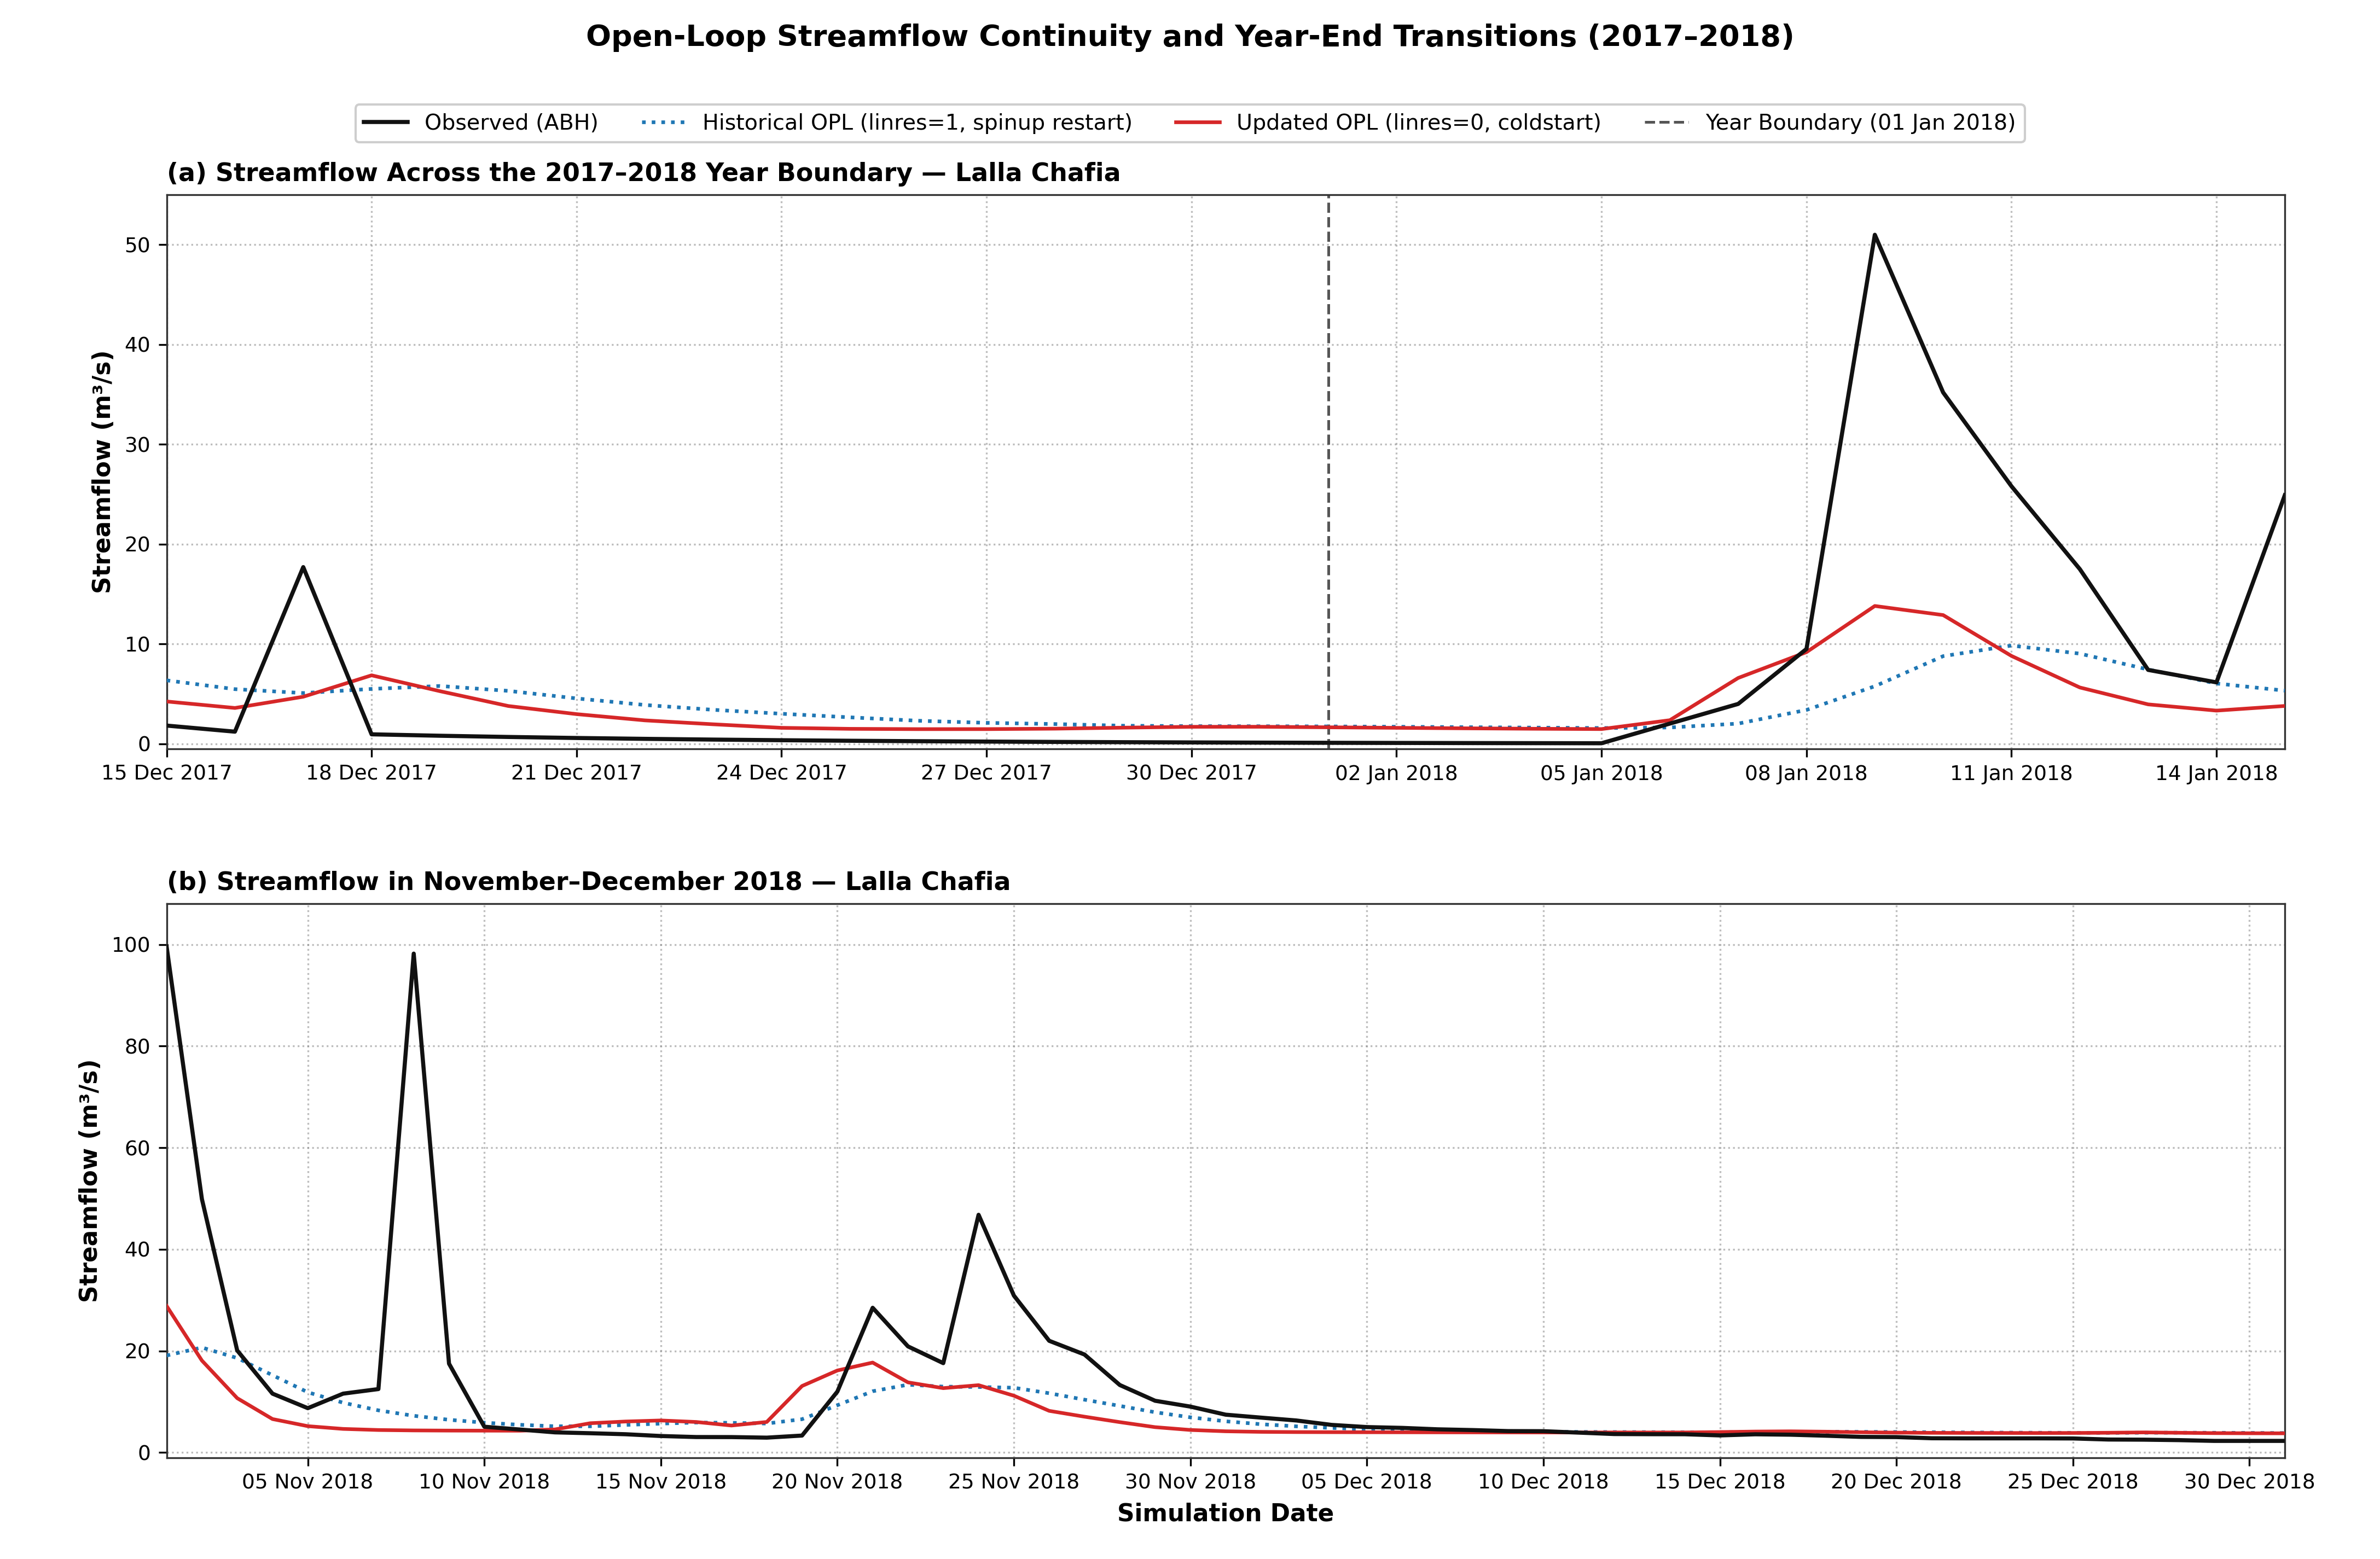 Open-Loop Streamflow Continuity and Year-End Transitions (2017–2018)
Observed (ABH) Historical OPL (linres=1, spinup restart) Updated OPL (linres=0, coldstart) Year Boundary (01 Jan 2018)
(a) Streamflow Across the 2017–2018 Year Boundary — Lalla Chafia
Streamflow (m³/s)
50
40
30
20
10
0
15 Dec 2017 18 Dec 2017 21 Dec 2017 24 Dec 2017 27 Dec 2017 30 Dec 2017 02 Jan 2018 05 Jan 2018 08 Jan 2018 11 Jan 2018 14 Jan 2018
(b) Streamflow in November–December 2018 — Lalla Chafia
Streamflow (m³/s)
100
80
60
40
20
0
05 Nov 2018 10 Nov 2018 15 Nov 2018 20 Nov 2018 25 Nov 2018 30 Nov 2018 05 Dec 2018 10 Dec 2018 15 Dec 2018 20 Dec 2018 25 Dec 2018 30 Dec 2018
Simulation Date